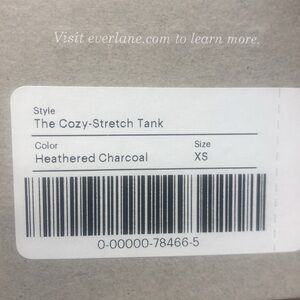 Visit everlane.com to learn more.
Style
The Cozy-Stretch Tank
Color Size
Heathered Charcoal XS
0-00000-78466-5